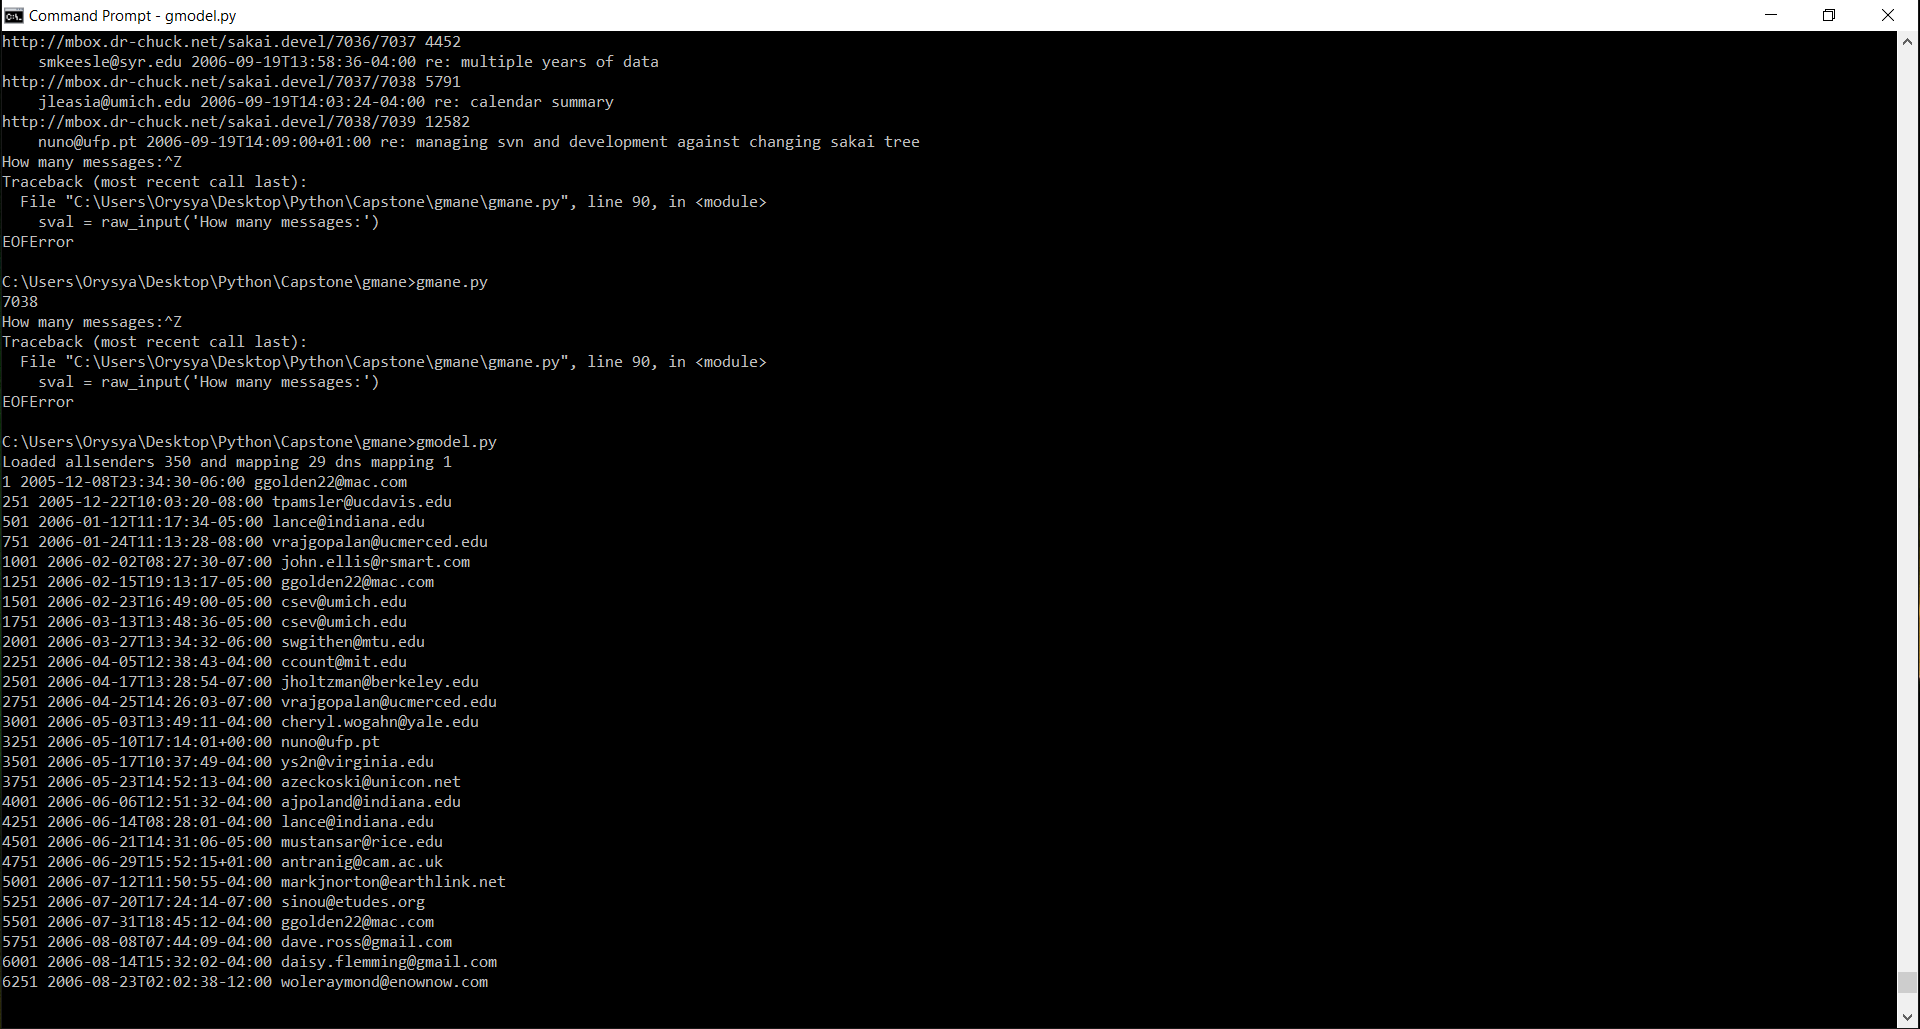 Command Prompt - gmodel.py
http://mbox.dr-chuck.net/sakai.devel/7036/7037 4452
    smkeesle@syr.edu 2006-09-19T13:58:36-04:00 re: multiple years of data
http://mbox.dr-chuck.net/sakai.devel/7037/7038 5791
    jleasia@umich.edu 2006-09-19T14:03:24-04:00 re: calendar summary
http://mbox.dr-chuck.net/sakai.devel/7038/7039 12582
    nuno@ufp.pt 2006-09-19T14:09:00+01:00 re: managing svn and development against changing sakai tree
How many messages:^Z
Traceback (most recent call last):
  File "C:\Users\Orysya\Desktop\Python\Capstone\gmane\gmane.py", line 90, in <module>
    sval = raw_input('How many messages:')
EOFError

C:\Users\Orysya\Desktop\Python\Capstone\gmane>gmane.py
7038
How many messages:^Z
Traceback (most recent call last):
  File "C:\Users\Orysya\Desktop\Python\Capstone\gmane\gmane.py", line 90, in <module>
    sval = raw_input('How many messages:')
EOFError

C:\Users\Orysya\Desktop\Python\Capstone\gmane>gmodel.py
Loaded allsenders 350 and mapping 29 dns mapping 1
1 2005-12-08T23:34:30-06:00 ggolden22@mac.com
251 2005-12-22T10:03:20-08:00 tpamsler@ucdavis.edu
501 2006-01-12T11:17:34-05:00 lance@indiana.edu
751 2006-01-24T11:13:28-08:00 vrajgopalan@ucmerced.edu
1001 2006-02-02T08:27:30-07:00 john.ellis@rsmart.com
1251 2006-02-15T19:13:17-05:00 ggolden22@mac.com
1501 2006-02-23T16:49:00-05:00 csev@umich.edu
1751 2006-03-13T13:48:36-05:00 csev@umich.edu
2001 2006-03-27T13:34:32-06:00 swgithen@mtu.edu
2251 2006-04-05T12:38:43-04:00 ccount@mit.edu
2501 2006-04-17T13:28:54-07:00 jholtzman@berkeley.edu
2751 2006-04-25T14:26:03-07:00 vrajgopalan@ucmerced.edu
3001 2006-05-03T13:49:11-04:00 cheryl.wogahn@yale.edu
3251 2006-05-10T17:14:01+00:00 nuno@ufp.pt
3501 2006-05-17T10:37:49-04:00 ys2n@virginia.edu
3751 2006-05-23T14:52:13-04:00 azeckoski@unicon.net
4001 2006-06-06T12:51:32-04:00 ajpoland@indiana.edu
4251 2006-06-14T08:28:01-04:00 lance@indiana.edu
4501 2006-06-21T14:31:06-05:00 mustansar@rice.edu
4751 2006-06-29T15:52:15+01:00 antranig@cam.ac.uk
5001 2006-07-12T11:50:55-04:00 markjnorton@earthlink.net
5251 2006-07-20T17:24:14-07:00 sinou@etudes.org
5501 2006-07-31T18:45:12-04:00 ggolden22@mac.com
5751 2006-08-08T07:44:09-04:00 dave.ross@gmail.com
6001 2006-08-14T15:32:02-04:00 daisy.flemming@gmail.com
6251 2006-08-23T02:02:38-12:00 woleraymond@enownow.com